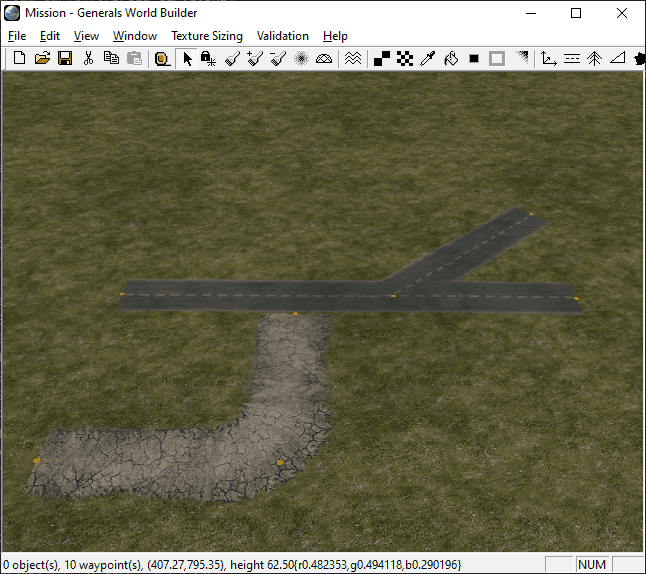 Mission - Generals World Builder
File Edit View Window Texture Sizing Validation Help
0 object(s), 10 waypoint(s), (407.27,795.35), height 62.50{r0.482353,g0.494118,b0.290196}
NUM